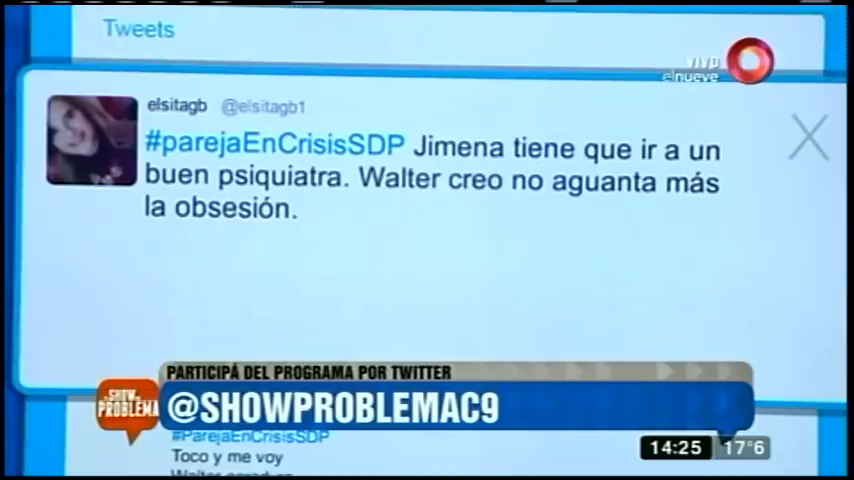 Tweets
VIVO
elnueve
elsitagb @elsitagb1
#parejaEnCrisisSDP Jimena tiene que ir a un
buen psiquiatra. Walter creo no aguanta más
la obsesión.
PARTICIPÁ DEL PROGRAMA POR TWITTER
SHOW
PROBLEMA
@SHOWPROBLEMAC9
#ParejaEnCrisisSDP
Toco y me voy
Walter
14:25 17°6